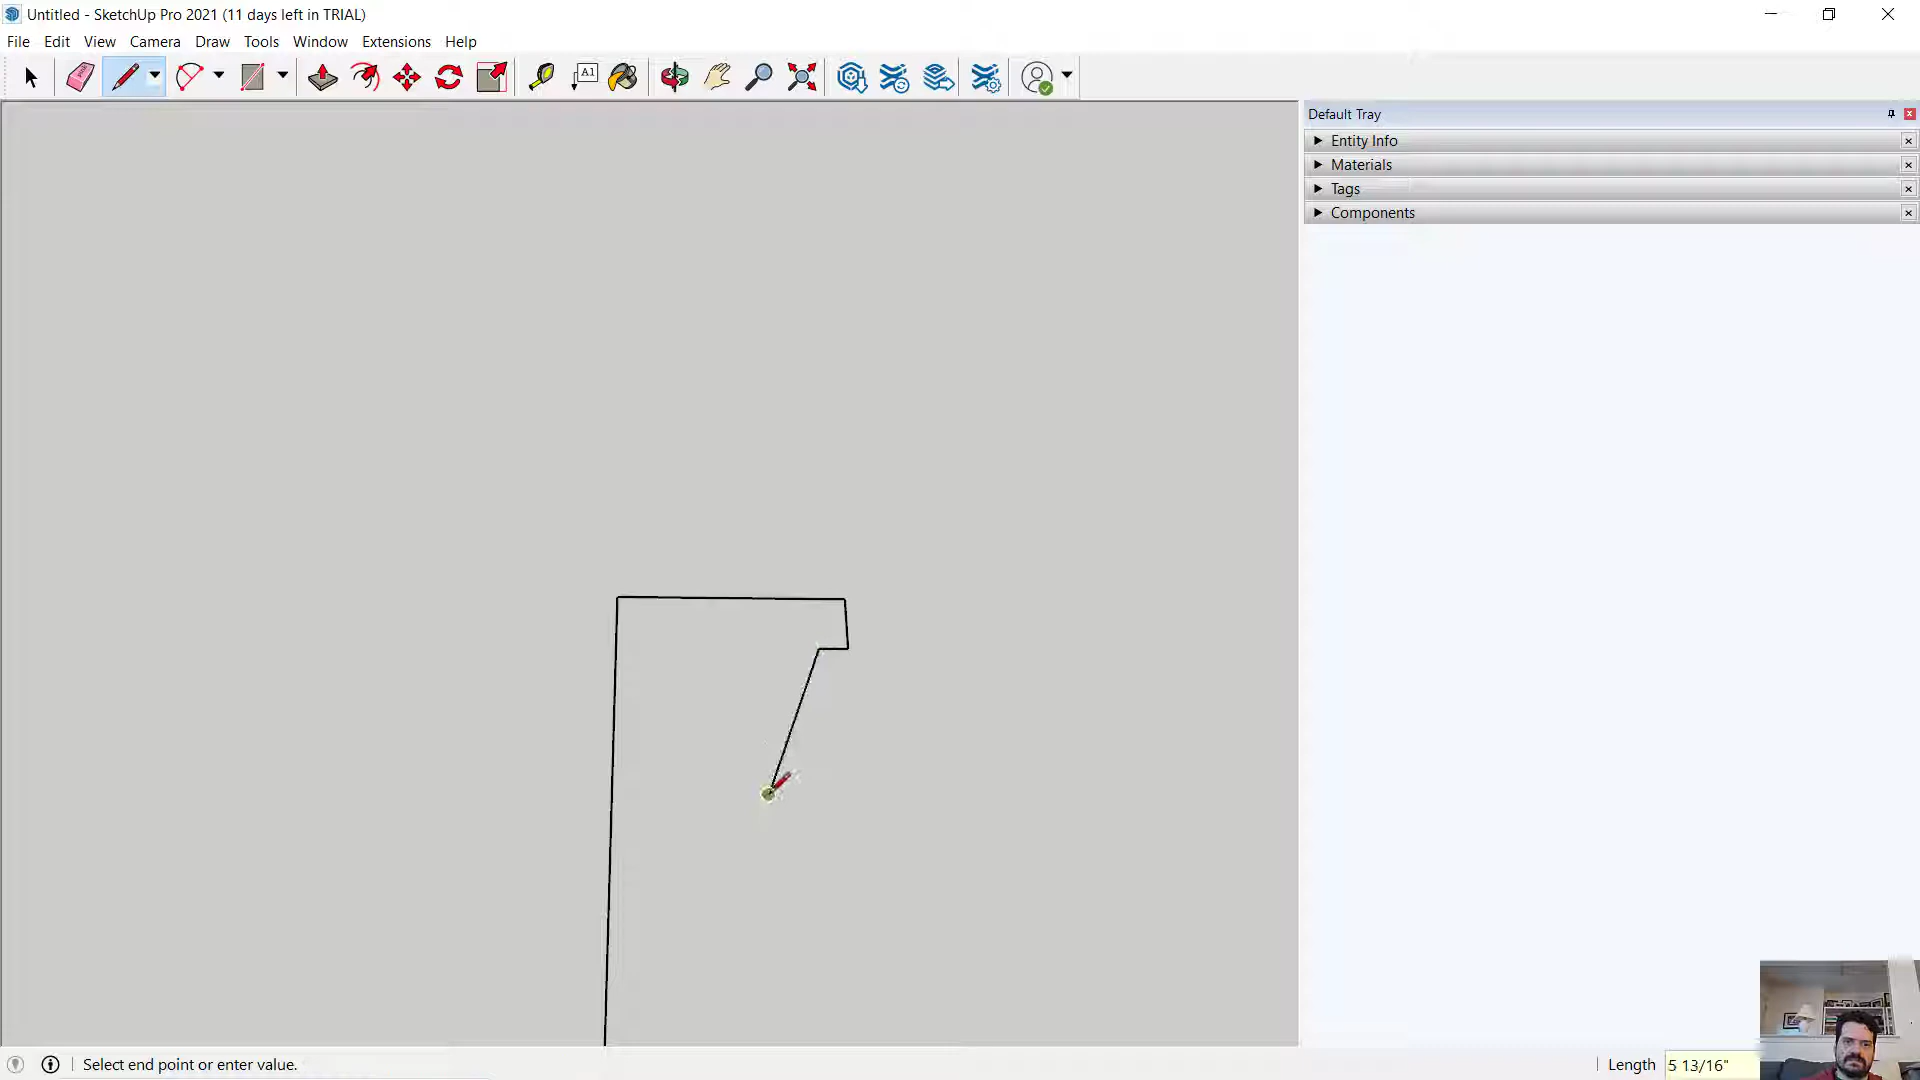 Untitled - SketchUp Pro 2021 (11 days left in TRIAL)
File Edit View Camera Draw Tools Window Extensions Help
A1
Default Tray
Entity Info
Materials
Tags
Components
Select end point or enter value.
Length 5 13/16"